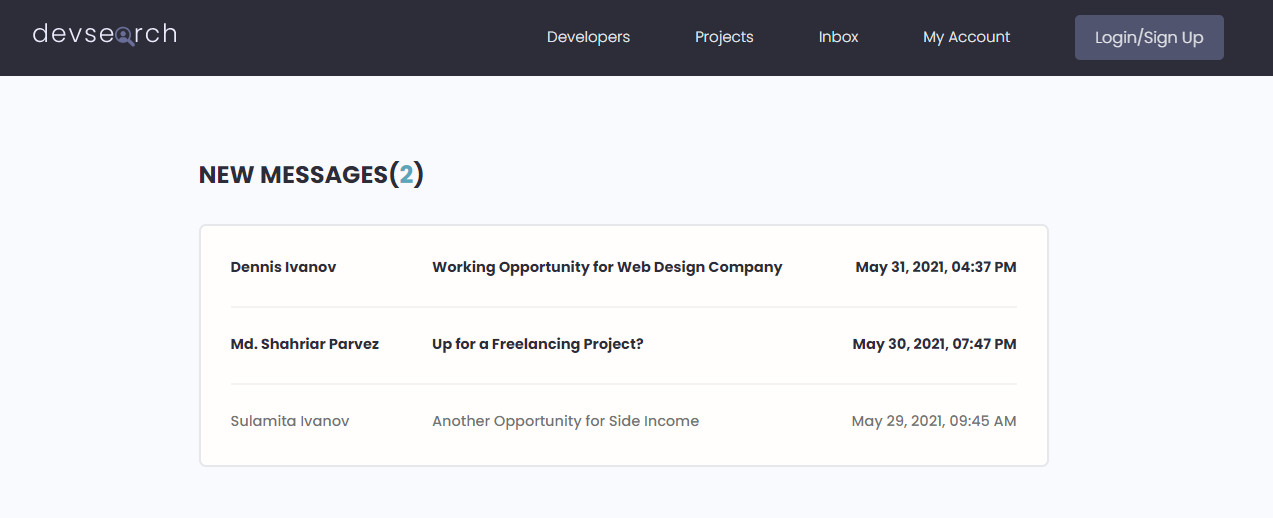 devsearch Developers Projects Inbox My Account Login/Sign Up
NEW MESSAGES(2)
Dennis Ivanov Working Opportunity for Web Design Company May 31, 2021, 04:37 PM
Md. Shahriar Parvez Up for a Freelancing Project? May 30, 2021, 07:47 PM
Sulamita Ivanov Another Opportunity for Side Income May 29, 2021, 09:45 AM